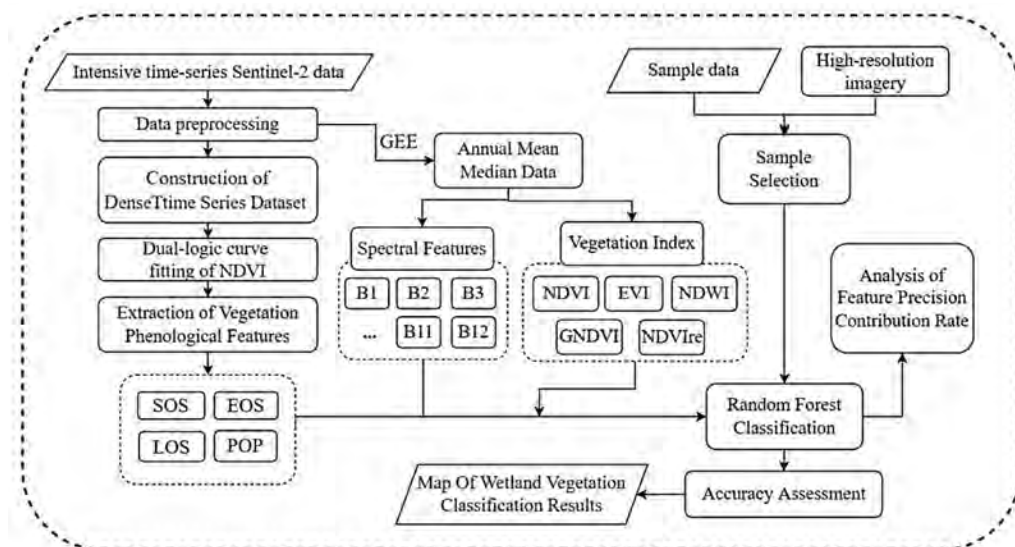 Intensive time-series Sentinel-2 data
Data preprocessing
Construction of
DenseTtime Series Dataset
Dual-logic curve
fitting of NDVI
Extraction of Vegetation
Phenological Features
SOS
EOS
LOS
POP
GEE
Annual Mean
Median Data
Spectral Features
B1
B2
B3
...
B11
B12
Vegetation Index
NDVI
EVI
NDWI
GNDVI
NDVIre
Sample data
High-resolution
imagery
Sample
Selection
Analysis of
Feature Precision
Contribution Rate
Random Forest
Classification
Accuracy Assessment
Map Of Wetland Vegetation
Classification Results